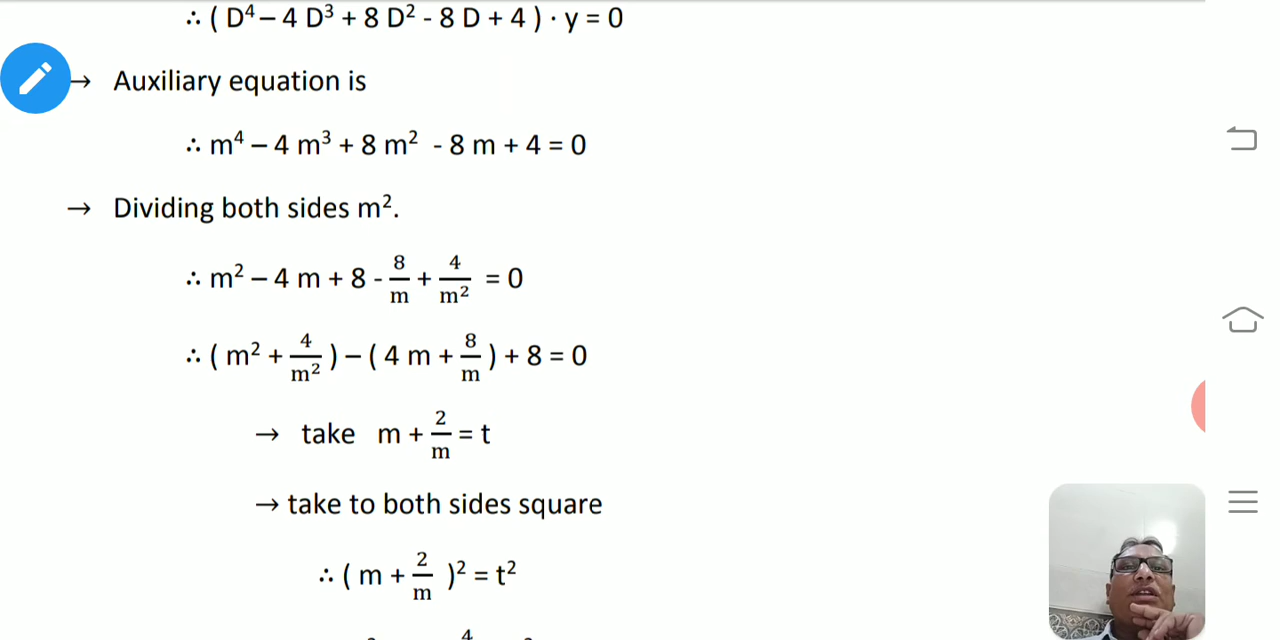 ∴ ( D⁴ – 4 D³ + 8 D² - 8 D + 4 ) · y = 0
→ Auxiliary equation is
∴ m⁴ – 4 m³ + 8 m² - 8 m + 4 = 0
→ Dividing both sides m².
∴ m² – 4 m + 8 - 8/m + 4/m² = 0
∴ ( m² + 4/m² ) – ( 4 m + 8/m ) + 8 = 0
→ take m + 2/m = t
→ take to both sides square
∴ ( m + 2/m )² = t²